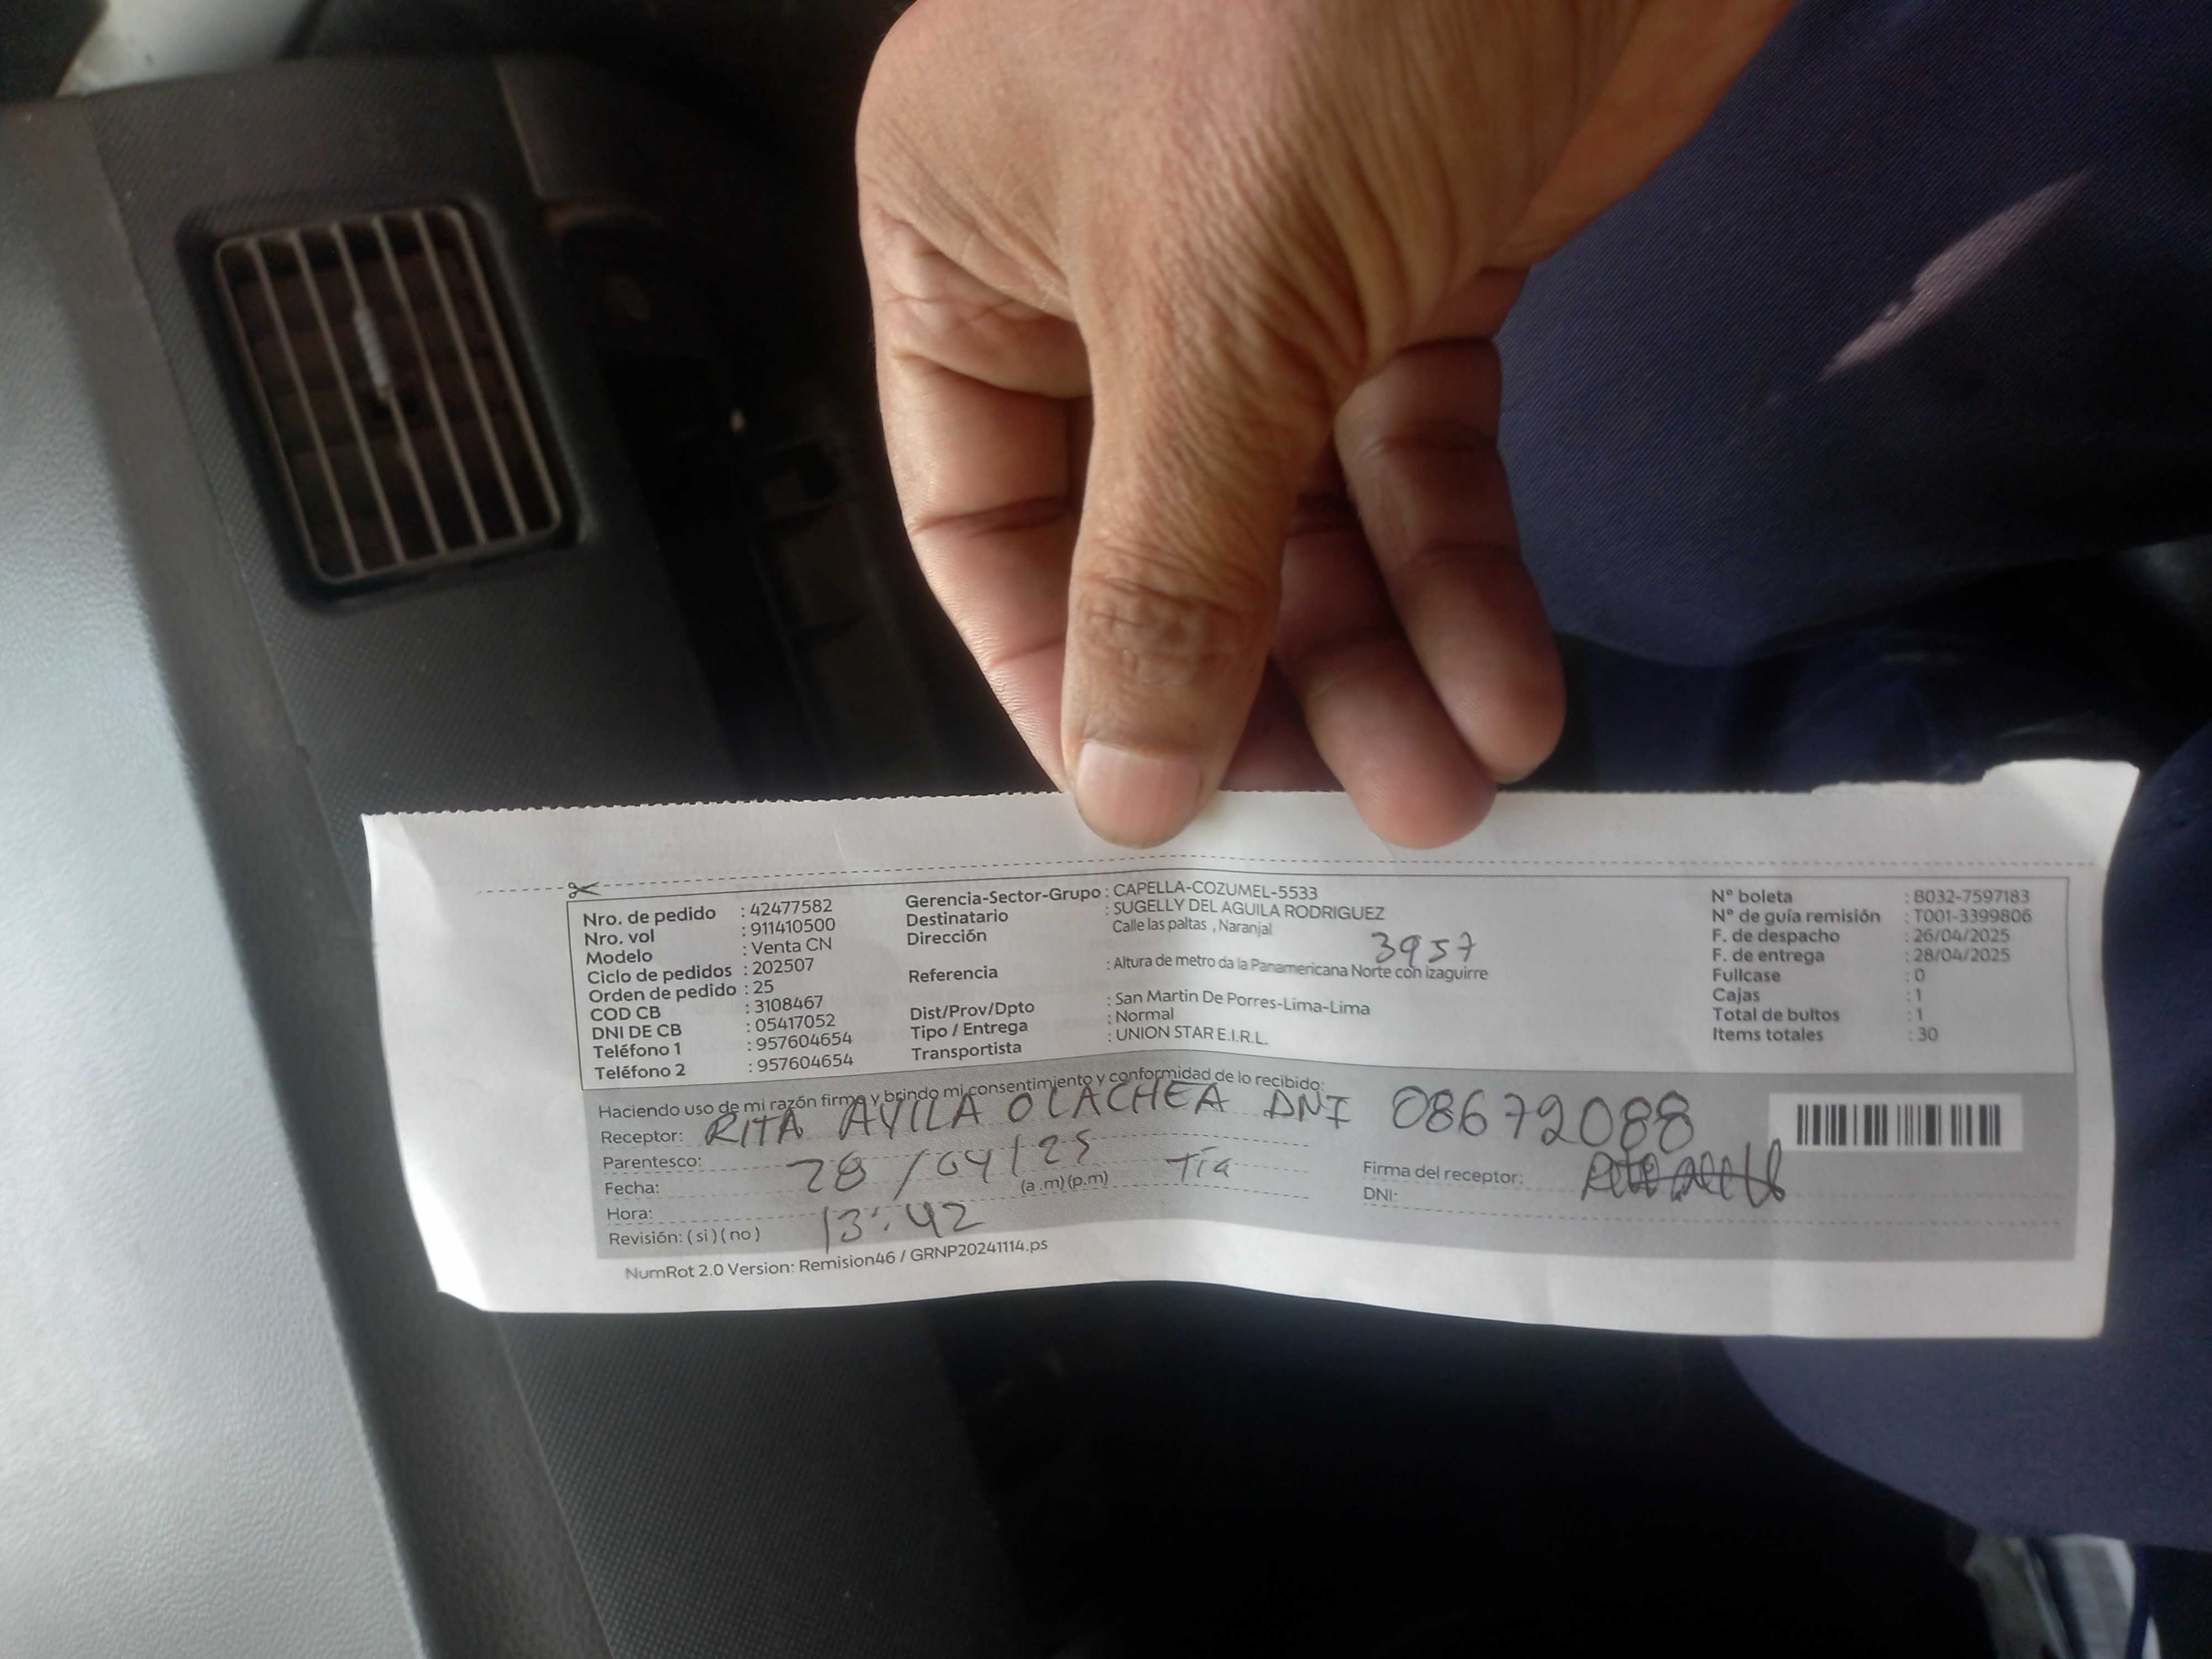 Nro. de pedido : 42477582
Nro. vol : 911410500
Modelo : Venta CN
Ciclo de pedidos : 202507
Orden de pedido : 25
COD CB : 3108467
DNI DE CB : 05417052
Teléfono 1 : 957604654
Teléfono 2 : 957604654
Gerencia-Sector-Grupo : CAPELLA-COZUMEL-5533
Destinatario : SUGELLY DEL AGUILA RODRIGUEZ
Dirección Calle las paltas , Naranjal
3957
Referencia : Altura de metro da la Panamericana Norte con izaguirre
Dist/Prov/Dpto : San Martin De Porres-Lima-Lima
Tipo / Entrega : Normal
Transportista : UNION STAR E.I.R.L.
N° boleta : B032-7597183
N° de guía remisión : T001-3399806
F. de despacho : 26/04/2025
F. de entrega : 28/04/2025
Fullcase : 0
Cajas : 1
Total de bultos : 1
Items totales : 30
Haciendo uso de mi razón firmo y brindo mi consentimiento y conformidad de lo recibido:
Receptor: RITA AVILA OLACHEA DNI 08672088
Parentesco: Tía
Fecha: 28/04/25
Hora: 13:42 (a .m) (p.m)
Revisión: ( si ) ( no )
Firma del receptor:
DNI:
NumRot 2.0 Version: Remision46 / GRNP20241114.ps